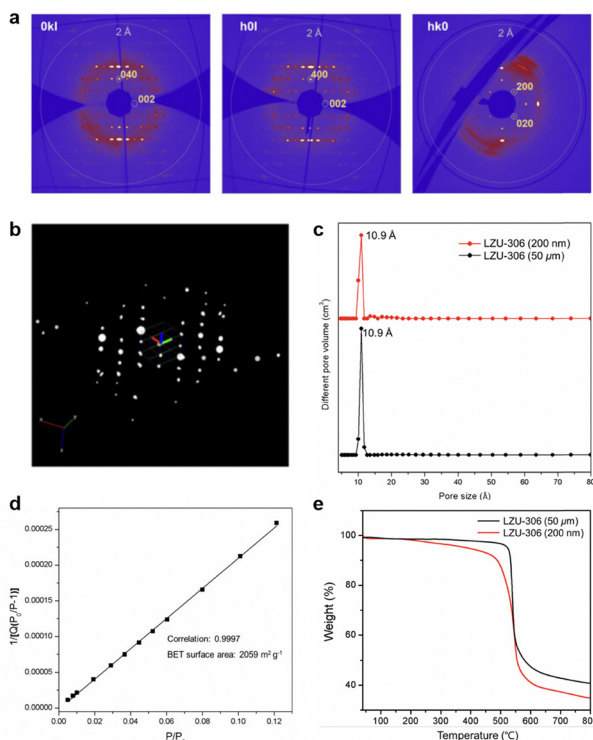 a
0kl
2 Å
040
002
h0l
2 Å
400
002
hk0
2 Å
200
020
b
c
10.9 Å
LZU-306 (200 nm)
LZU-306 (50 µm)
10.9 Å
Different pore volume (cm³)
0 10 20 30 40 50 60 70 80
Pore size (Å)
d
0.00025
0.00020
0.00015
0.00010
0.00005
0.00000
1/[Q(P₀/P-1)]
Correlation: 0.9997
BET surface area: 2059 m² g⁻¹
0.00 0.02 0.04 0.06 0.08 0.10 0.12
P/P₀
e
100
80
60
40
Weight (%)
LZU-306 (50 µm)
LZU-306 (200 nm)
100 200 300 400 500 600 700 800
Temperature (℃)